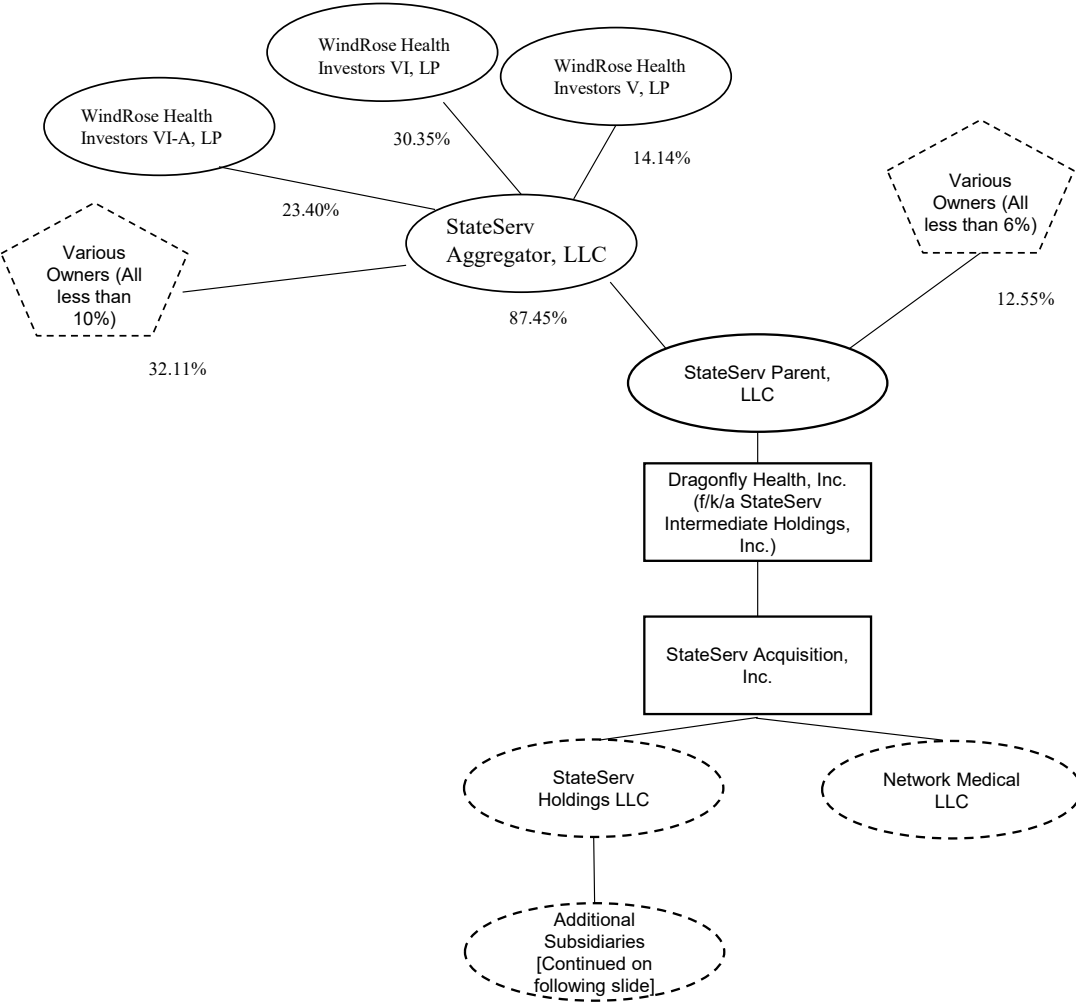 WindRose Health
Investors VI, LP
WindRose Health
Investors V, LP
WindRose Health
Investors VI-A, LP
30.35%
14.14%
23.40%
Various
Owners (All
less than 6%)
StateServ
Aggregator, LLC
Various
Owners (All
less than
10%)
12.55%
87.45%
32.11%
StateServ Parent,
LLC
Dragonfly Health, Inc.
(f/k/a StateServ
Intermediate Holdings,
Inc.)
StateServ Acquisition,
Inc.
StateServ
Holdings LLC
Network Medical
LLC
Additional
Subsidiaries
[Continued on
following slide]